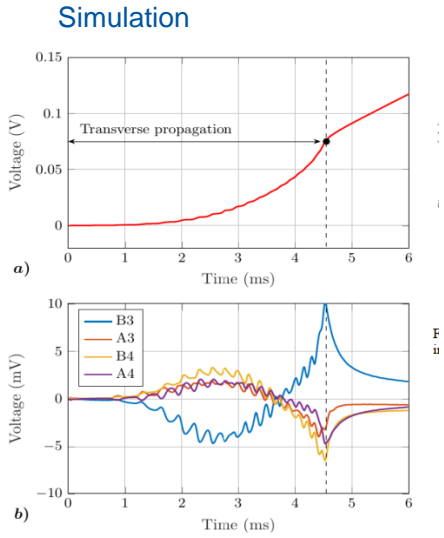 Simulation
0.15
0.1
0.05
0
Voltage (V)
Transverse propagation
0 1 2 3 4 5 6
Time (ms)
a)
10
5
0
−5
−10
Voltage (mV)
B3
A3
B4
A4
0 1 2 3 4 5 6
Time (ms)
b)
F
in